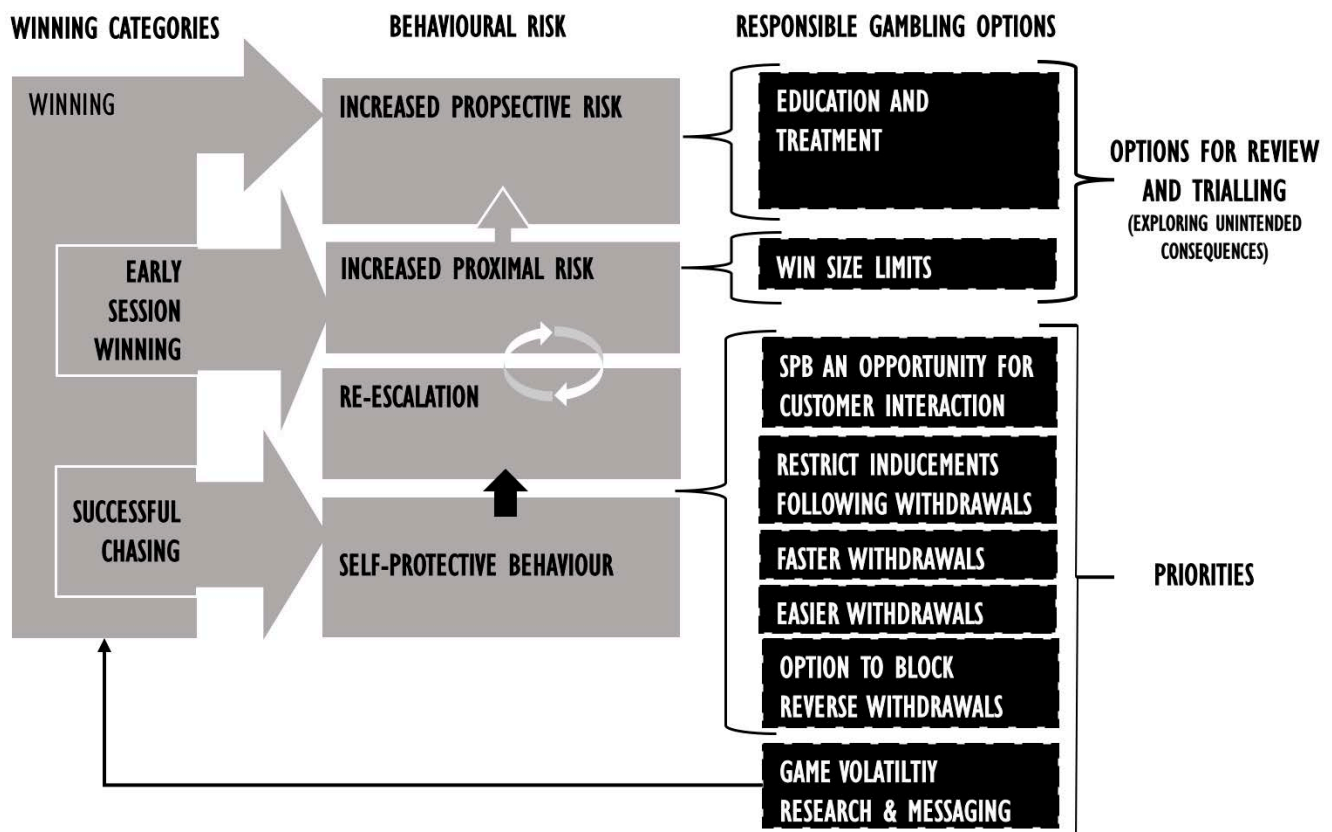 WINNING CATEGORIES
BEHAVIOURAL RISK
RESPONSIBLE GAMBLING OPTIONS
WINNING
EARLY
SESSION
WINNING
SUCCESSFUL
CHASING
INCREASED PROPSECTIVE RISK
INCREASED PROXIMAL RISK
RE-ESCALATION
SELF-PROTECTIVE BEHAVIOUR
EDUCATION AND
TREATMENT
WIN SIZE LIMITS
SPB AN OPPORTUNITY FOR
CUSTOMER INTERACTION
RESTRICT INDUCEMENTS
FOLLOWING WITHDRAWALS
FASTER WITHDRAWALS
EASIER WITHDRAWALS
OPTION TO BLOCK
REVERSE WITHDRAWALS
GAME VOLATILTIY
RESEARCH & MESSAGING
OPTIONS FOR REVIEW
AND TRIALLING
(EXPLORING UNINTENDED
CONSEQUENCES)
PRIORITIES